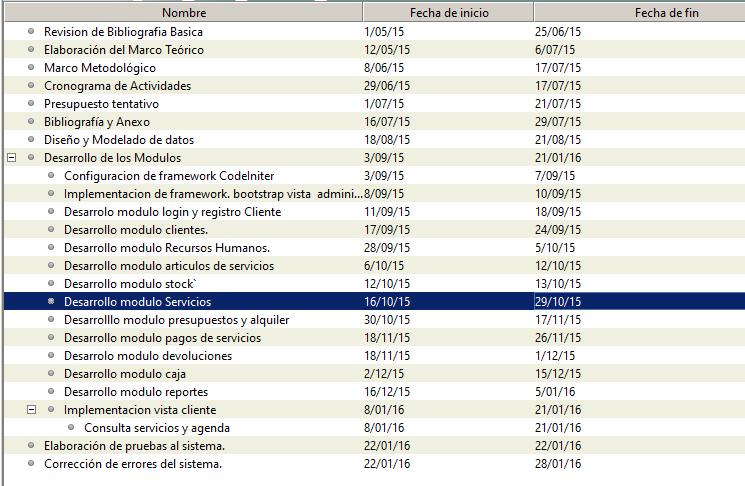 Nombre Fecha de inicio Fecha de fin
Revision de Bibliografia Basica 1/05/15 25/06/15
Elaboración del Marco Teórico 12/05/15 6/07/15
Marco Metodológico 8/06/15 17/07/15
Cronograma de Actividades 29/06/15 17/07/15
Presupuesto tentativo 1/07/15 21/07/15
Bibliografía y Anexo 16/07/15 29/07/15
Diseño y Modelado de datos 18/08/15 21/08/15
Desarrollo de los Modulos 3/09/15 21/01/16
Configuracion de framework CodeIniter 3/09/15 7/09/15
Implementacion de framework. bootstrap vista admini... 8/09/15 10/09/15
Desarrolo modulo login y registro Cliente 11/09/15 18/09/15
Desarrollo modulo clientes. 17/09/15 24/09/15
Desarrollo modulo Recursos Humanos. 28/09/15 5/10/15
Desarrollo modulo articulos de servicios 6/10/15 12/10/15
Desarrollo modulo stock` 12/10/15 13/10/15
Desarrollo modulo Servicios 16/10/15 29/10/15
Desarrolllo modulo presupuestos y alquiler 30/10/15 17/11/15
Desarrollo modulo pagos de servicios 18/11/15 26/11/15
Desarrolo modulo devoluciones 18/11/15 1/12/15
Desarrollo modulo caja 2/12/15 15/12/15
Desarrollo modulo reportes 16/12/15 5/01/16
Implementacion vista cliente 8/01/16 21/01/16
Consulta servicios y agenda 8/01/16 21/01/16
Elaboración de pruebas al sistema. 22/01/16 22/01/16
Corrección de errores del sistema. 22/01/16 28/01/16